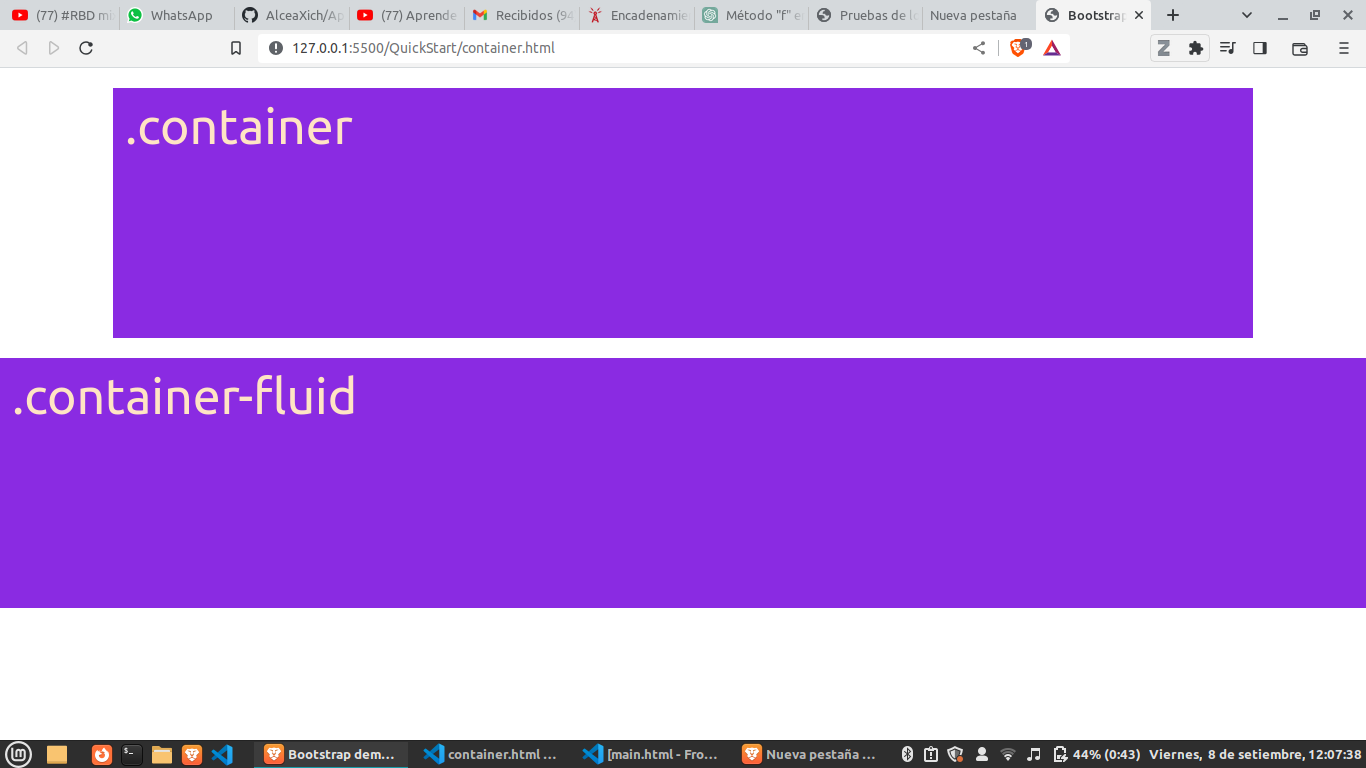 (77) #RBD mi
WhatsApp
AlceaXich/Ap
(77) Aprende
Recibidos (94
Encadenamie
Método "f" e
Pruebas de lo
Nueva pestaña
Bootstrap
127.0.0.1:5500/QuickStart/container.html
1
.container
.container-fluid
Bootstrap dem...
container.html ...
[main.html - Fro...
Nueva pestaña ...
44% (0:43)
Viernes, 8 de setiembre, 12:07:38